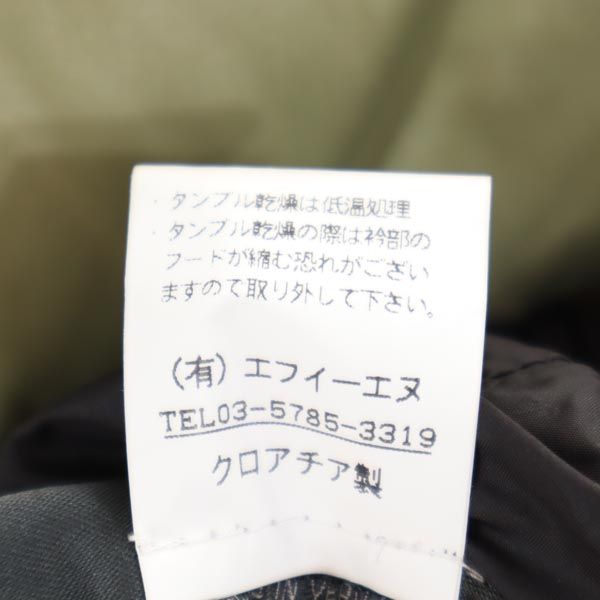 ・タンブル乾燥は低温処理
・タンブル乾燥の際は衿部の
フードが縮む恐れがござい
ますので取り外して下さい。
（有）エフィーエヌ
TEL03-5785-3319
クロアチア製